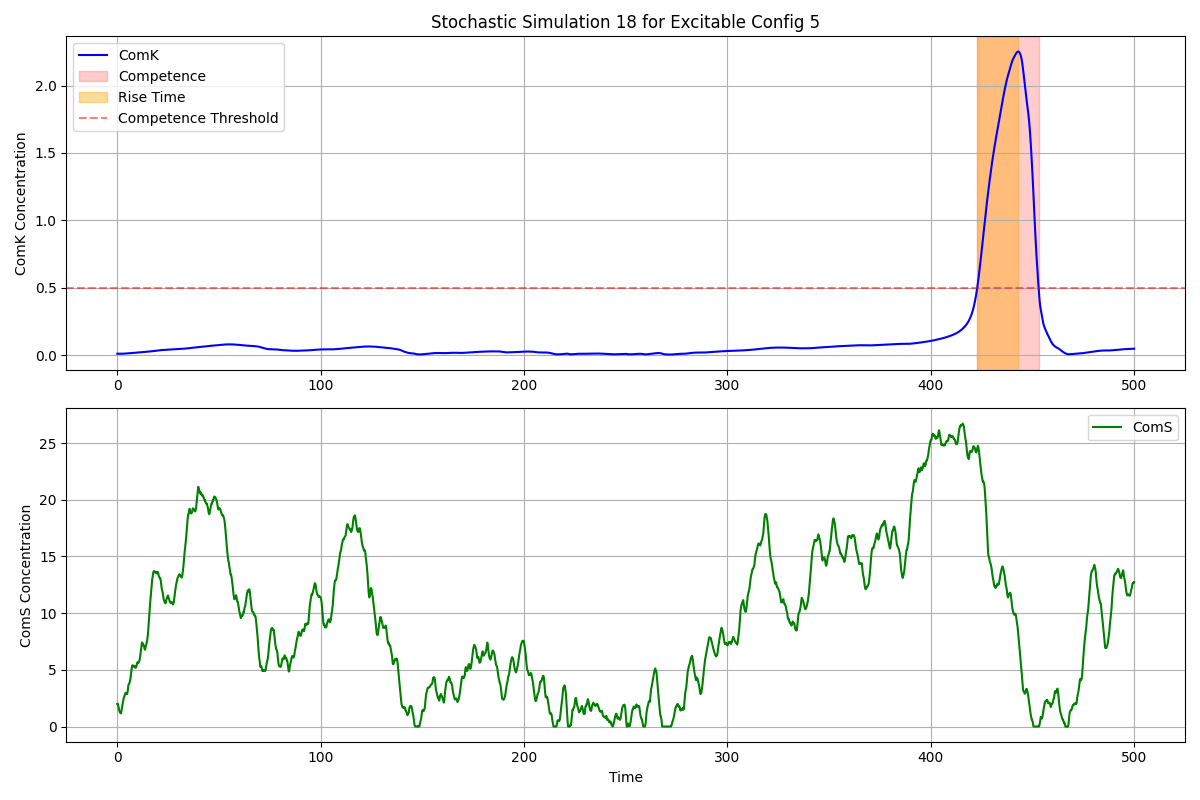 Stochastic Simulation 18 for Excitable Config 5
ComK
Competence
Rise Time
Competence Threshold
ComK Concentration
2.0
1.5
1.0
0.5
0.0
0 100 200 300 400 500
ComS
ComS Concentration
25
20
15
10
5
0
0 100 200 300 400 500
Time